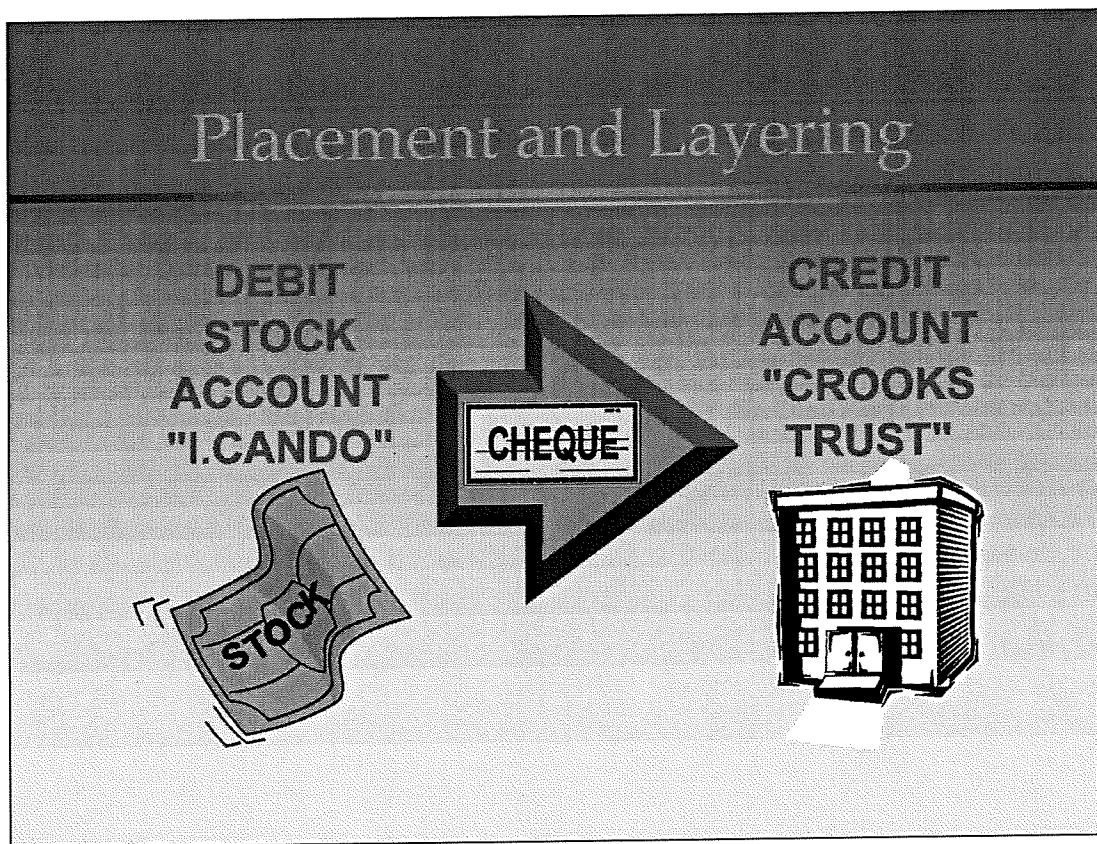 Placement and Layering
DEBIT
STOCK
ACCOUNT
"I.CANDO"
CHEQUE
CREDIT
ACCOUNT
"CROOKS
TRUST"
STOCK